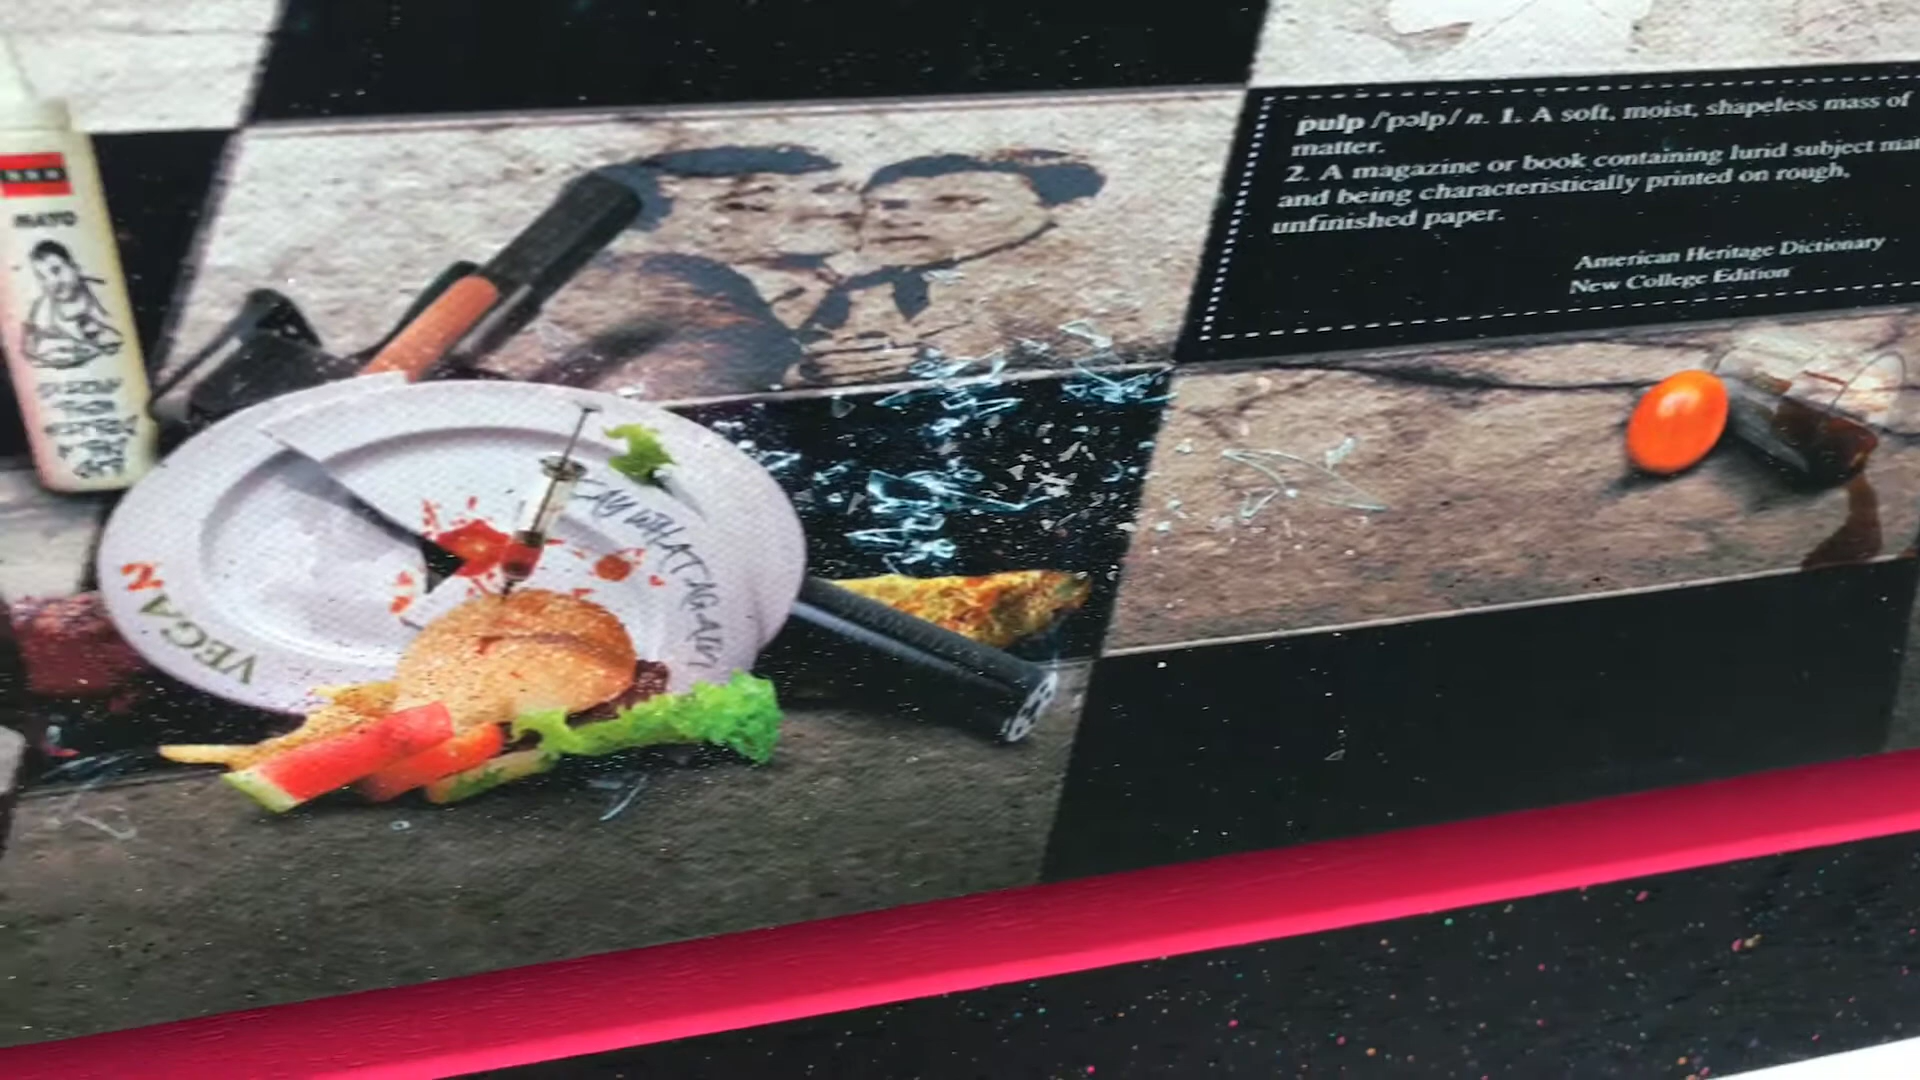 MAYO
VEGAN
SAY WHAT AGAIN
pulp /'pəlp/ n. 1. A soft, moist, shapeless mass of
matter.
2. A magazine or book containing lurid subject mat
and being characteristically printed on rough,
unfinished paper.
American Heritage Dictionary
New College Edition